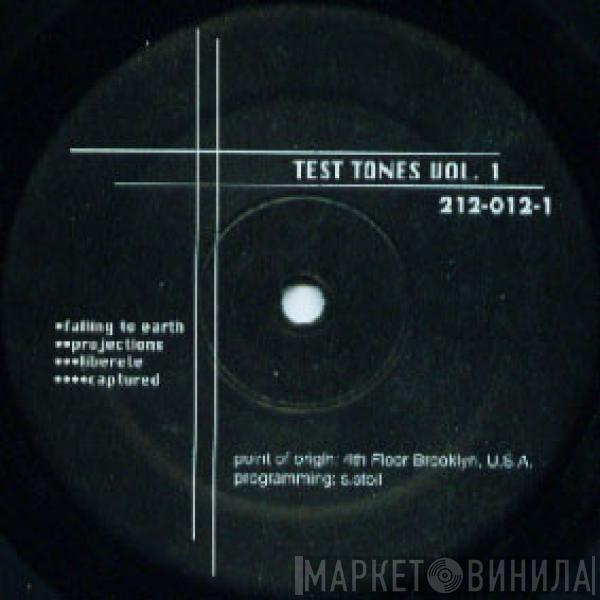 TEST TONES VOL. 1
212-012-1
*falling to earth
**projections
***liberete
****captured
point of origin: 4th Floor Brooklyn, U.S.A.
programming: s.stoll
МАРКЕТ ВИНИЛА